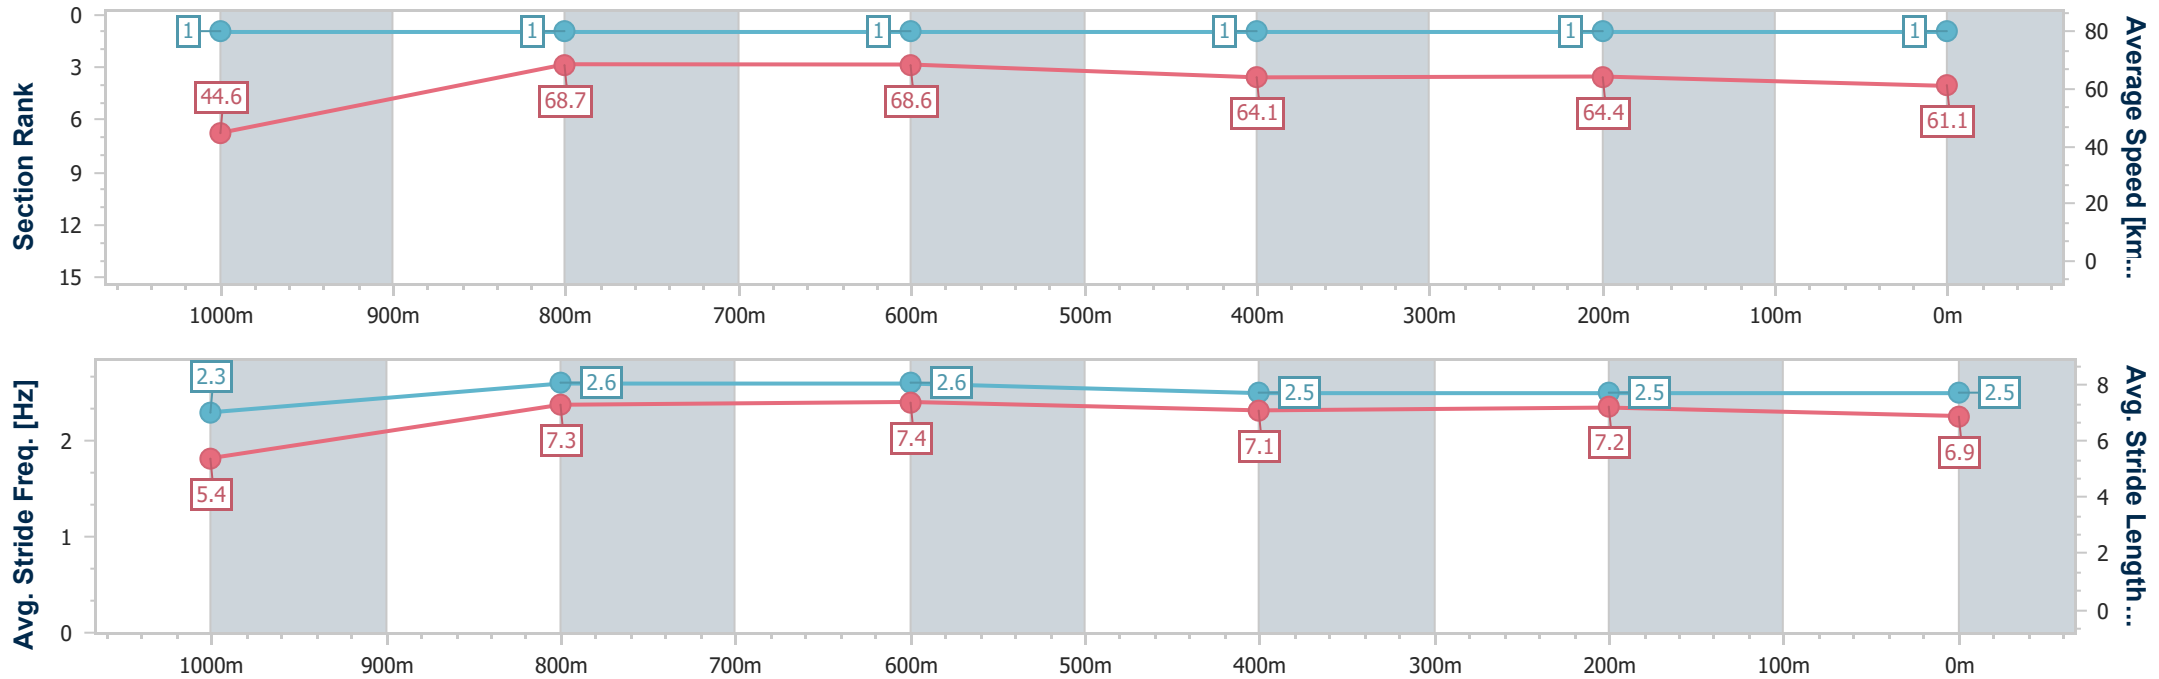 Section Rank
0
3
6
9
12
15
1 1 1 1 1 1
44.6 68.7 68.6 64.1 64.4 61.1
80
60
40
20
0
Average Speed [km...
1000m 900m 800m 700m 600m 500m 400m 300m 200m 100m 0m
Avg. Stride Freq. [Hz]
2
1
0
2.3 2.6 2.6 2.5 2.5 2.5
5.4 7.3 7.4 7.1 7.2 6.9
8
6
4
2
0
Avg. Stride Length...
1000m 900m 800m 700m 600m 500m 400m 300m 200m 100m 0m